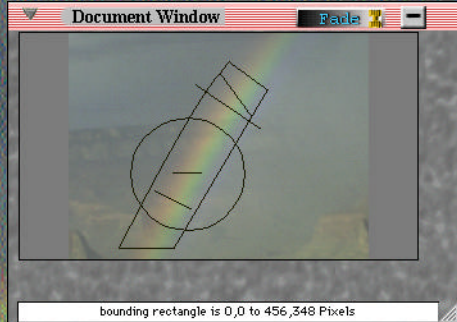 Document Window
Fade
bounding rectangle is 0,0 to 456,348 Pixels